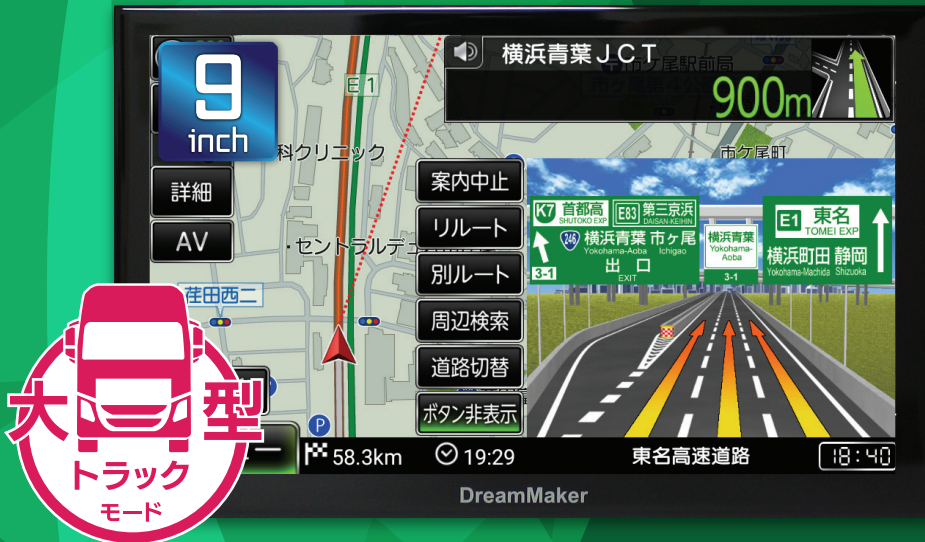 9
inch
詳細
AV
荏田西二
E1
科クリニック
・セントラルデュ
横浜青葉JCT
900m
市ケ尾駅前局
市ケ尾町
案内中止
リルート
別ルート
周辺検索
道路切替
ボタン非表示
K7 首都高
SHUTOKO EXP
E83 第三京浜
DAISAN-KEIHIN
246 横浜青葉 市ヶ尾
Yokohama-Aoba Ichigao
出口
EXIT
3-1
横浜青葉
Yokohama-
Aoba
3-1
E1 東名
TOMEI EXP
横浜町田 静岡
Yokohama-Machida Shizuoka
P
58.3km
19:29
東名高速道路
18:40
DreamMaker
大型
トラック
モード